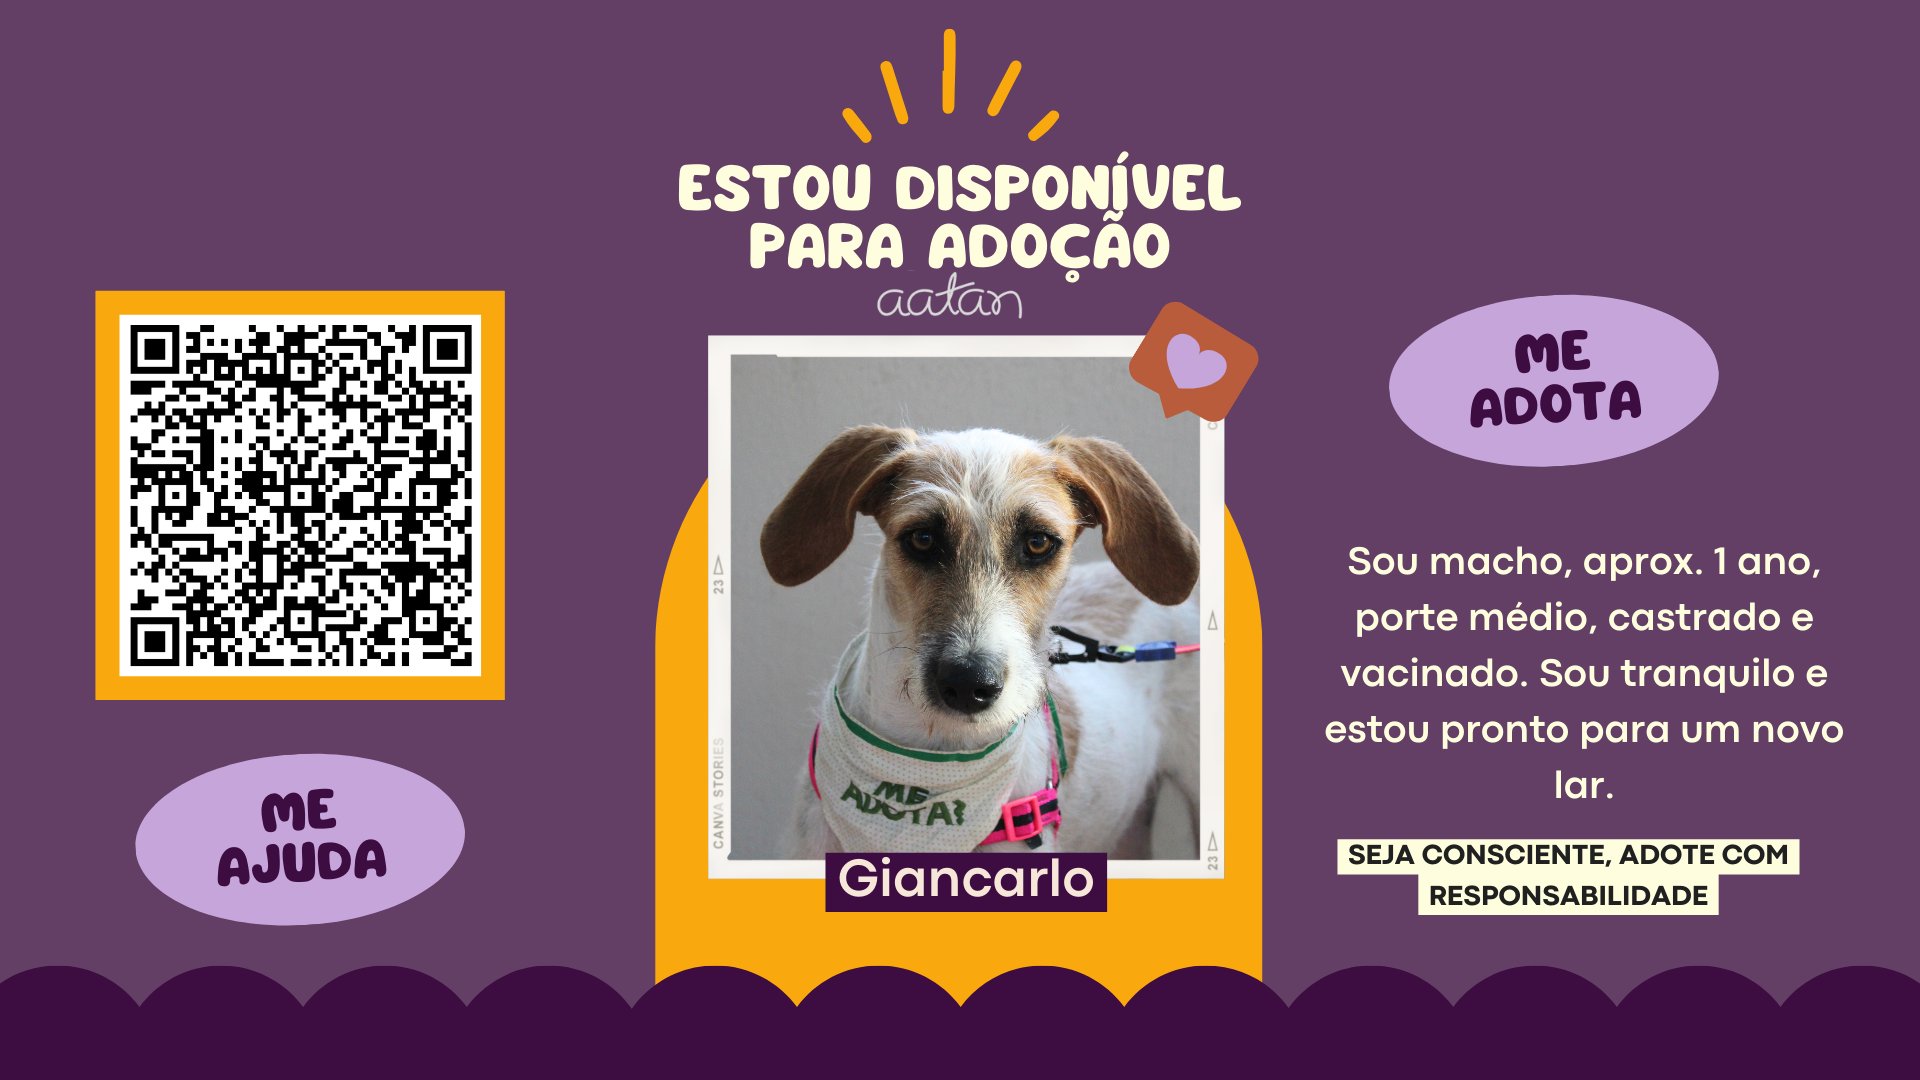 ESTOU DISPONÍVEL
PARA ADOÇÃO
aatan
ME
AJUDA
23
CANVA STORIES
23
ME
ADOTA?
Giancarlo
ME
ADOTA
Sou macho, aprox. 1 ano,
porte médio, castrado e
vacinado. Sou tranquilo e
estou pronto para um novo
lar.
SEJA CONSCIENTE, ADOTE COM
RESPONSABILIDADE